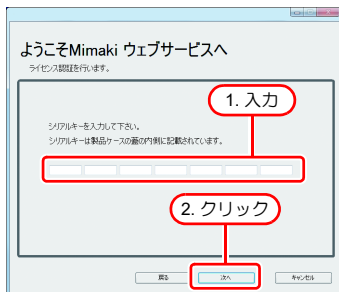 ようこそMimaki ウェブサービスへ
ライセンス認証を行います。
1. 入力
シリアルキーを入力して下さい。
シリアルキーは製品ケースの蓋の内側に記載されています。
2. クリック
戻る
次へ
キャンセル